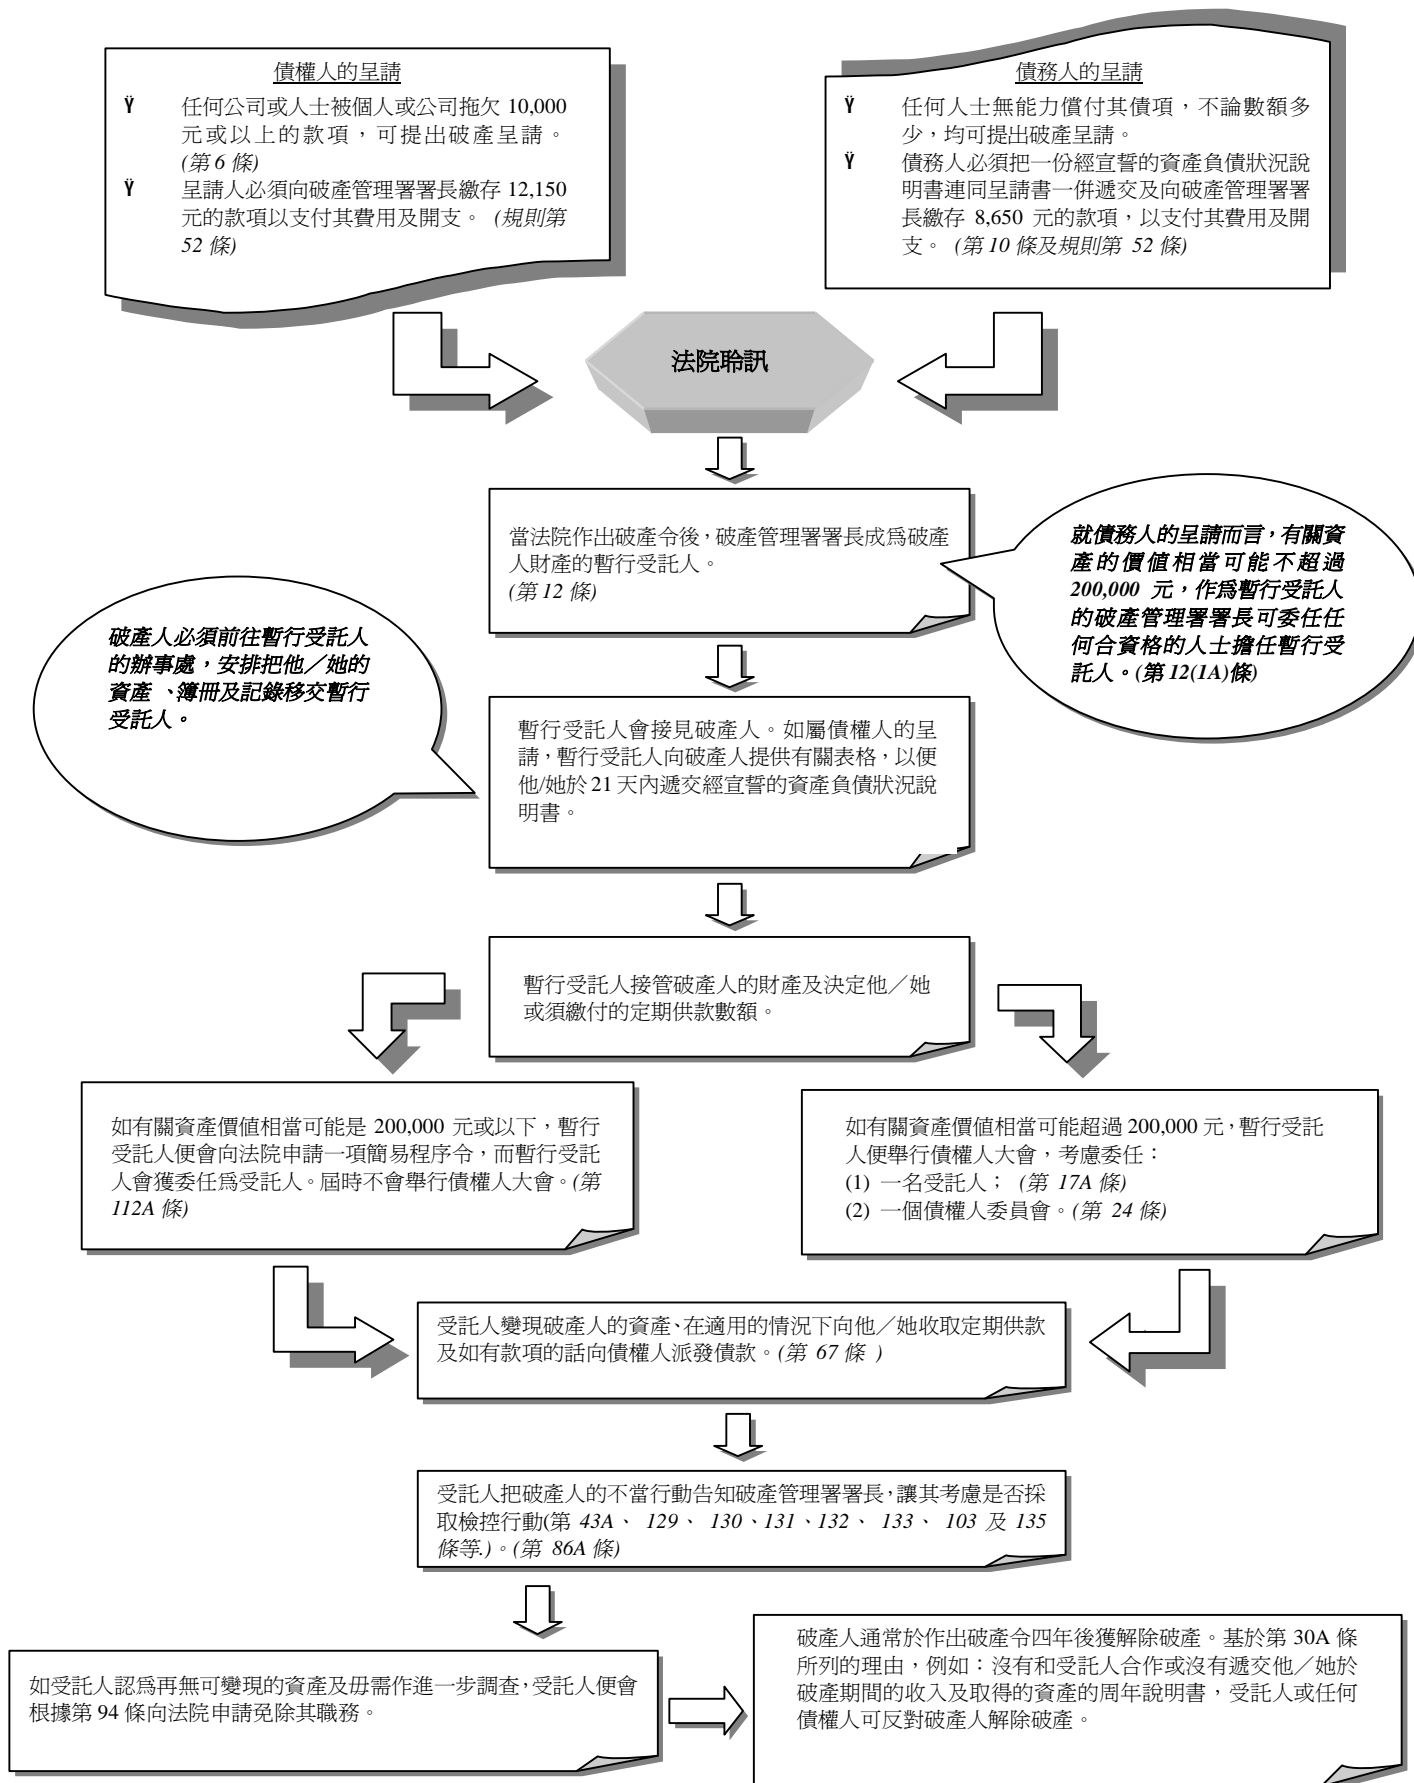 債權人的呈請
Ÿ 任何公司或人士被個人或公司拖欠 10,000
元或以上的款項，可提出破產呈請。
(第 6 條)
Ÿ 呈請人必須向破產管理署署長繳存 12,150
元的款項以支付其費用及開支。 (規則第
52 條)
債務人的呈請
Ÿ 任何人士無能力償付其債項，不論數額多
少，均可提出破產呈請。
Ÿ 債務人必須把一份經宣誓的資產負債狀況說
明書連同呈請書一併遞交及向破產管理署署
長繳存 8,650 元的款項，以支付其費用及開
支。 (第 10 條及規則第 52 條)
法院聆訊
當法院作出破產令後，破產管理署署長成爲破產
人財產的暫行受託人。
(第 12 條)
就債務人的呈請而言，有關資
產的價值相當可能不超過
200,000 元，作爲暫行受託人
的破產管理署署長可委任任
何合資格的人士擔任暫行受
託人。(第 12(1A)條)
破產人必須前往暫行受託人
的辦事處，安排把他／她的
資產、簿冊及記錄移交暫行
受託人。
暫行受託人會接見破產人。如屬債權人的呈
請，暫行受託人向破產人提供有關表格，以便
他/她於 21 天內遞交經宣誓的資產負債狀況說
明書。
暫行受託人接管破產人的財產及決定他／她
或須繳付的定期供款數額。
如有關資產價值相當可能是 200,000 元或以下，暫行
受託人便會向法院申請一項簡易程序令，而暫行受託
人會獲委任爲受託人。屆時不會舉行債權人大會。(第
112A 條)
如有關資產價值相當可能超過 200,000 元，暫行受託
人便舉行債權人大會，考慮委任：
(1) 一名受託人； (第 17A 條)
(2) 一個債權人委員會。(第 24 條)
受託人變現破產人的資產、在適用的情況下向他／她收取定期供款
及如有款項的話向債權人派發債款。(第 67 條 )
受託人把破產人的不當行動告知破產管理署署長，讓其考慮是否採
取檢控行動(第 43A、 129、 130、131、132、 133、 103 及 135
條等.)。(第 86A 條)
如受託人認爲再無可變現的資產及毋需作進一步調查，受託人便會
根據第 94 條向法院申請免除其職務。
破產人通常於作出破產令四年後獲解除破產。基於第 30A 條
所列的理由，例如：沒有和受託人合作或沒有遞交他／她於
破產期間的收入及取得的資產的周年說明書，受託人或任何
債權人可反對破產人解除破產。